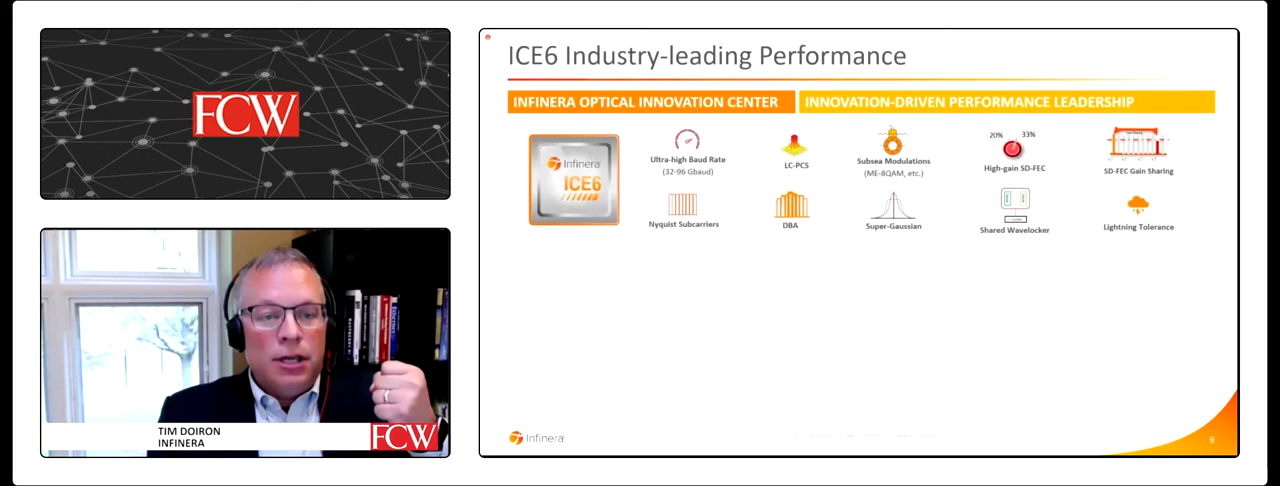 FCW
TIM DOIRON
INFINERA
FCW
ICE6 Industry-leading Performance
INFINERA OPTICAL INNOVATION CENTER
INNOVATION-DRIVEN PERFORMANCE LEADERSHIP
Infinera
ICE6
Ultra-high Baud Rate
(32-96 Gbaud)
LC-PCS
Subsea Modulations
(ME-8QAM, etc.)
20% 33%
High-gain SD-FEC
SD-FEC Gain Sharing
Nyquist Subcarriers
DBA
Super-Gaussian
Shared Wavelocker
Lightning Tolerance
Infinera
9